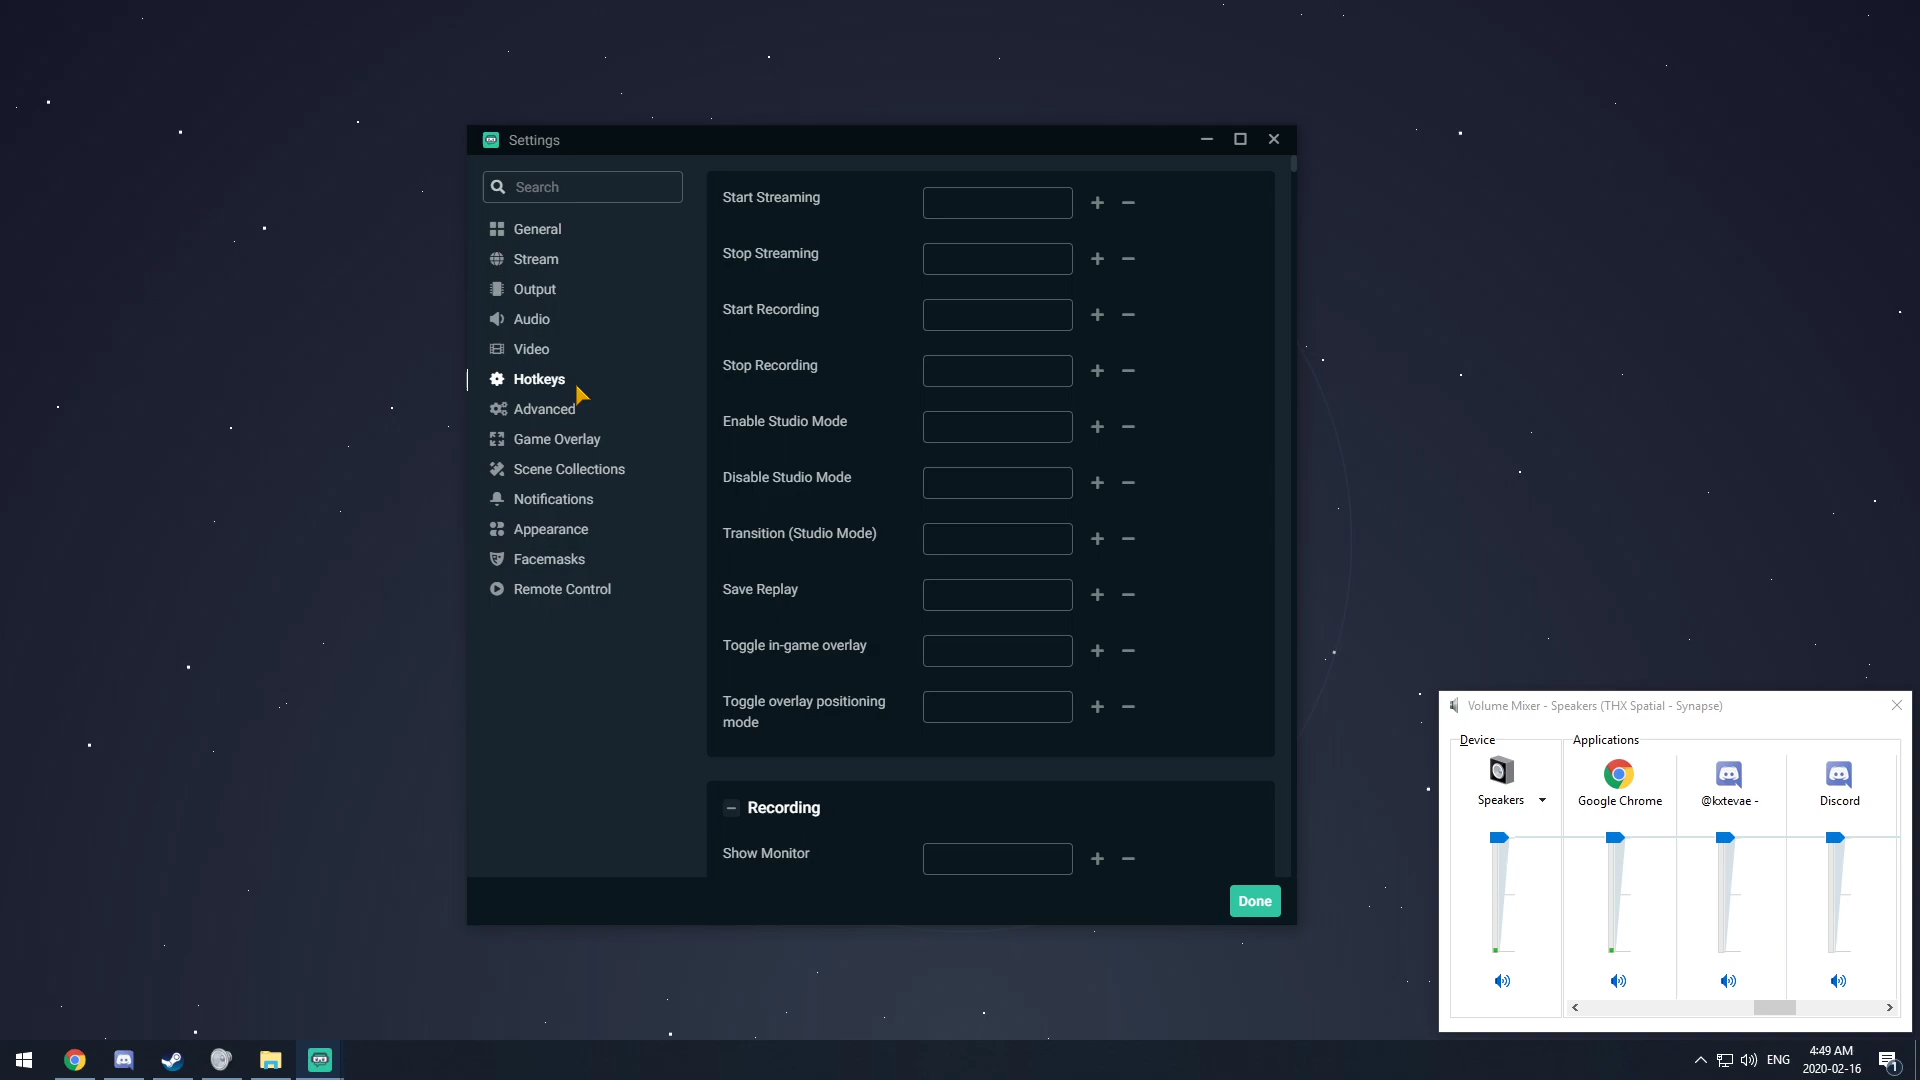 Settings
Search
General
Stream
Output
Audio
Video
Hotkeys
Advanced
Game Overlay
Scene Collections
Notifications
Appearance
Facemasks
Remote Control
Start Streaming
Stop Streaming
Start Recording
Stop Recording
Enable Studio Mode
Disable Studio Mode
Transition (Studio Mode)
Save Replay
Toggle in-game overlay
Toggle overlay positioning
mode
Recording
Show Monitor
Done
Volume Mixer - Speakers (THX Spatial - Synapse)
Device
Applications
Speakers
Google Chrome
@kxtevae -
Discord
ENG
4:49 AM
2020-02-16
1